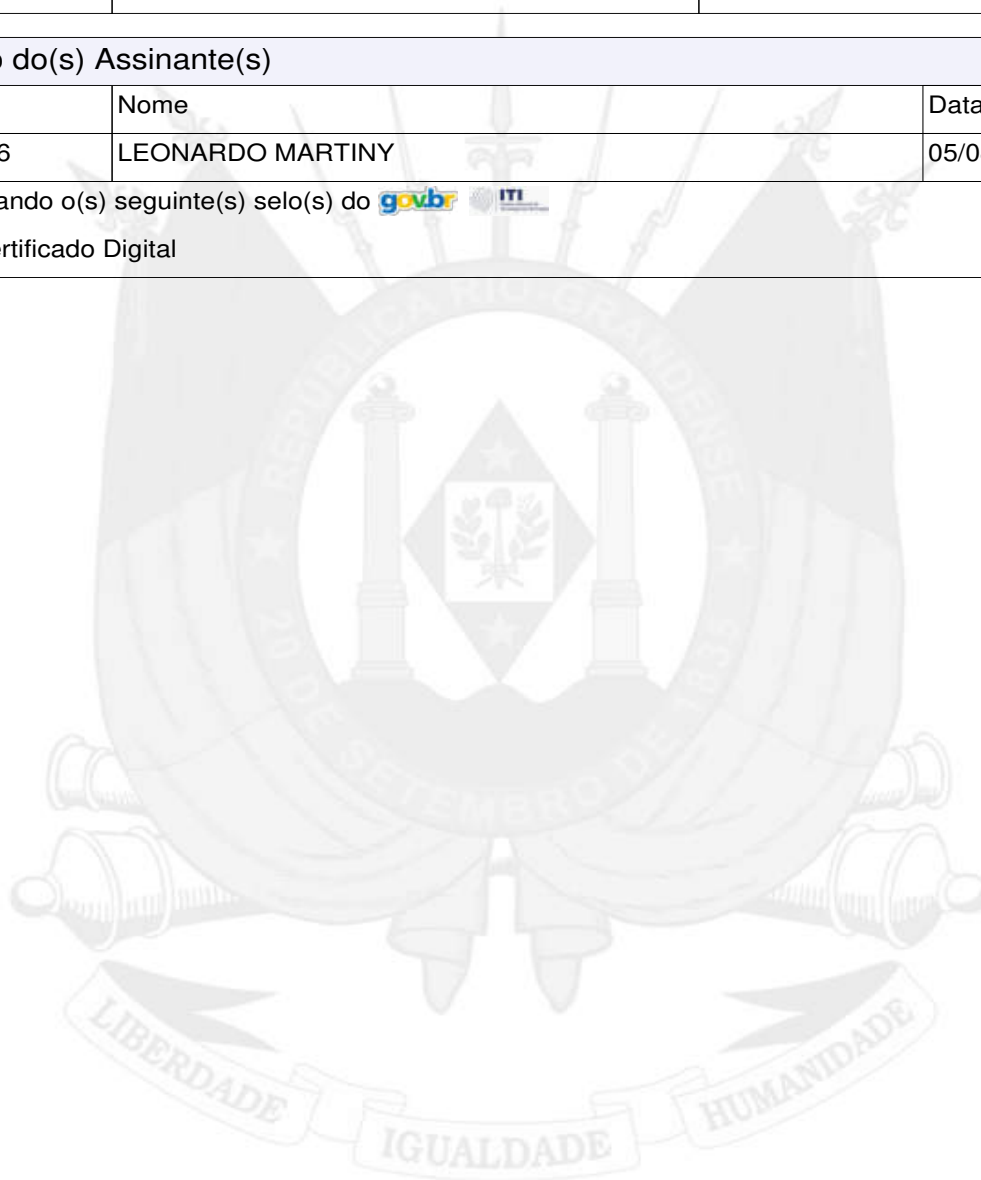 do(s) Assinante(s)
Nome
Data
6
LEONARDO MARTINY
05/0
ando o(s) seguinte(s) selo(s) do gov.br ITI
ertificado Digital
REPUBLICA RIO-GRANDENSE
20 DE SETEMBRO DE 1835
LIBERDADE
IGUALDADE
HUMANIDADE